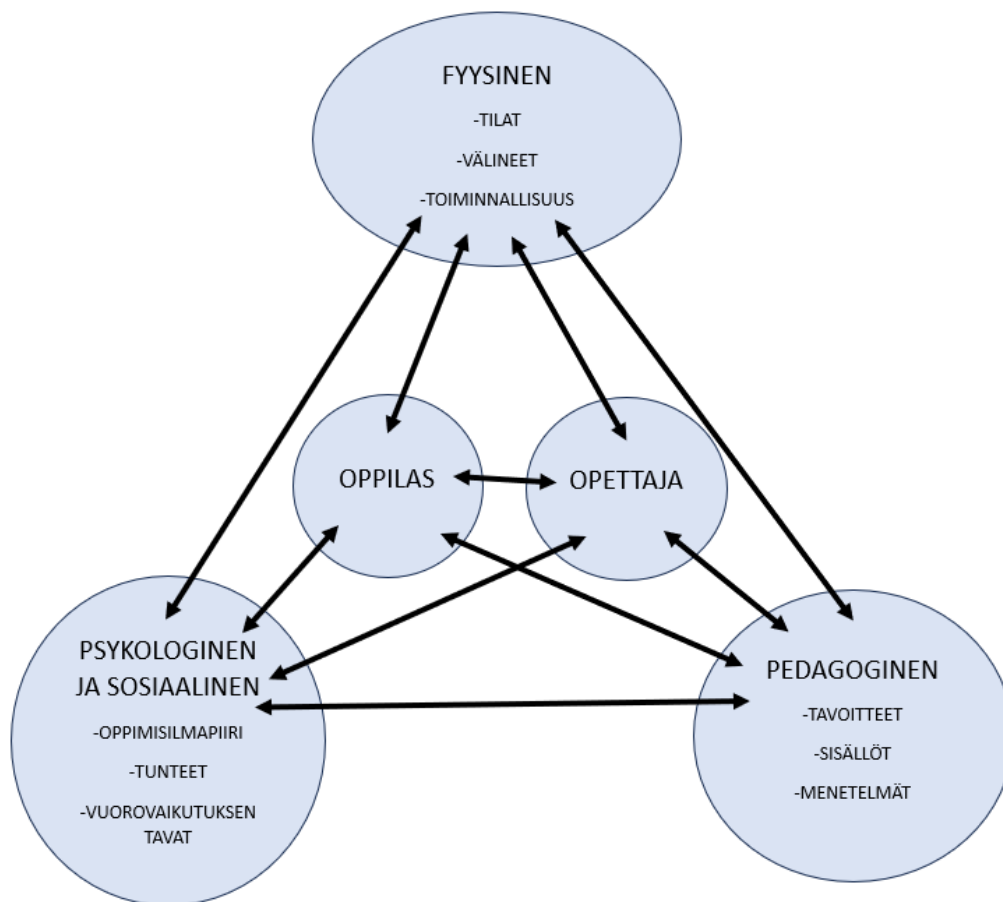 FYYSINEN
-TILAT
-VÄLINEET
-TOIMINNALLISUUS
OPPILAS
OPETTAJA
PSYKOLOGINEN
JA SOSIAALINEN
-OPPIMISILMAPIIRI
-TUNTEET
-VUOROVAIKUTUKSEN
TAVAT
PEDAGOGINEN
-TAVOITTEET
-SISÄLLÖT
-MENETELMÄT